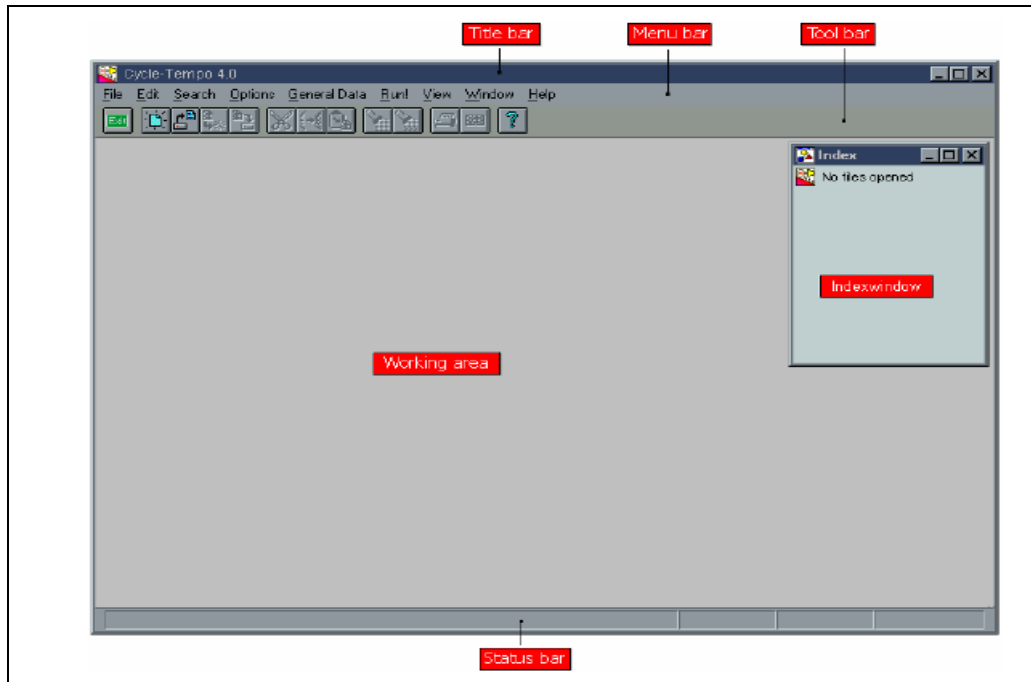 Title bar
Menu bar
Tool bar
Cycle-Tempo 4.0
File Edit Search Options General Data Run! View Window Help
Exit
Index
No files opened
Indexwindow
Working area
Status bar